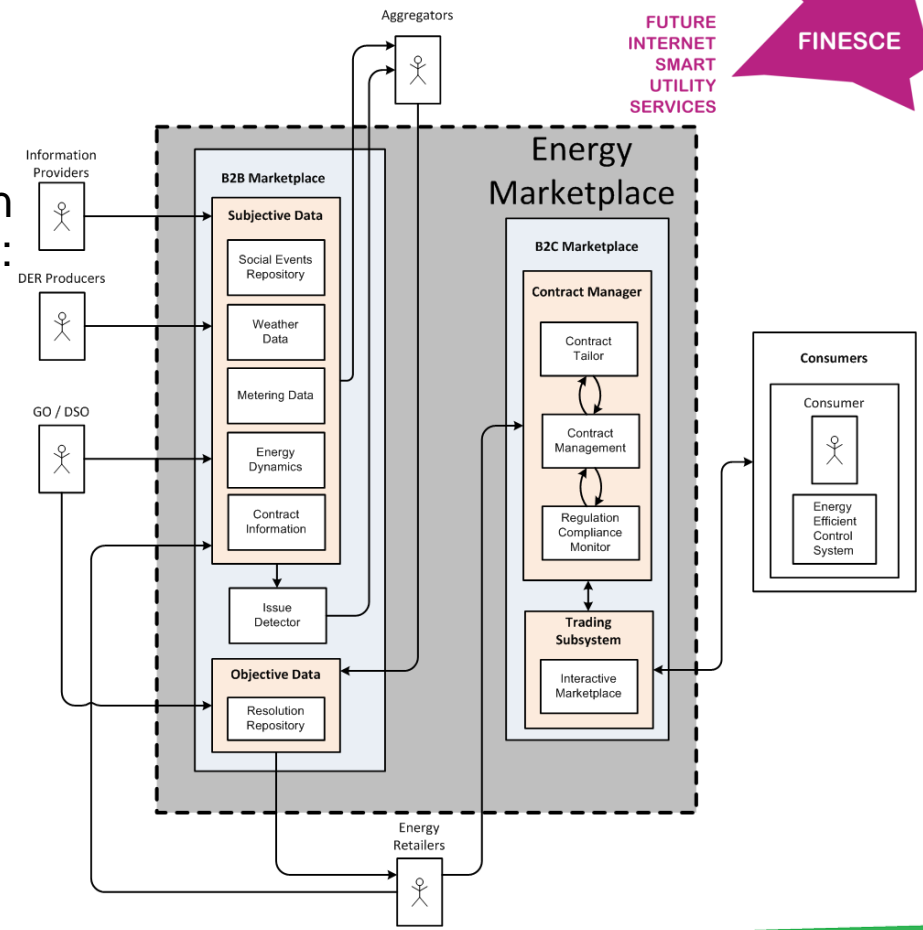 Aggregators
FUTURE
INTERNET
SMART
UTILITY
SERVICES
FINESCE
Information
Providers
n
:
DER Producers
GO / DSO
Energy
Marketplace
B2B Marketplace
Subjective Data
Social Events
Repository
Weather
Data
Metering Data
Energy
Dynamics
Contract
Information
Issue
Detector
Objective Data
Resolution
Repository
B2C Marketplace
Contract Manager
Contract
Tailor
Contract
Management
Regulation
Compliance
Monitor
Trading
Subsystem
Interactive
Marketplace
Consumers
Consumer
Energy
Efficient
Control
System
Energy
Retailers